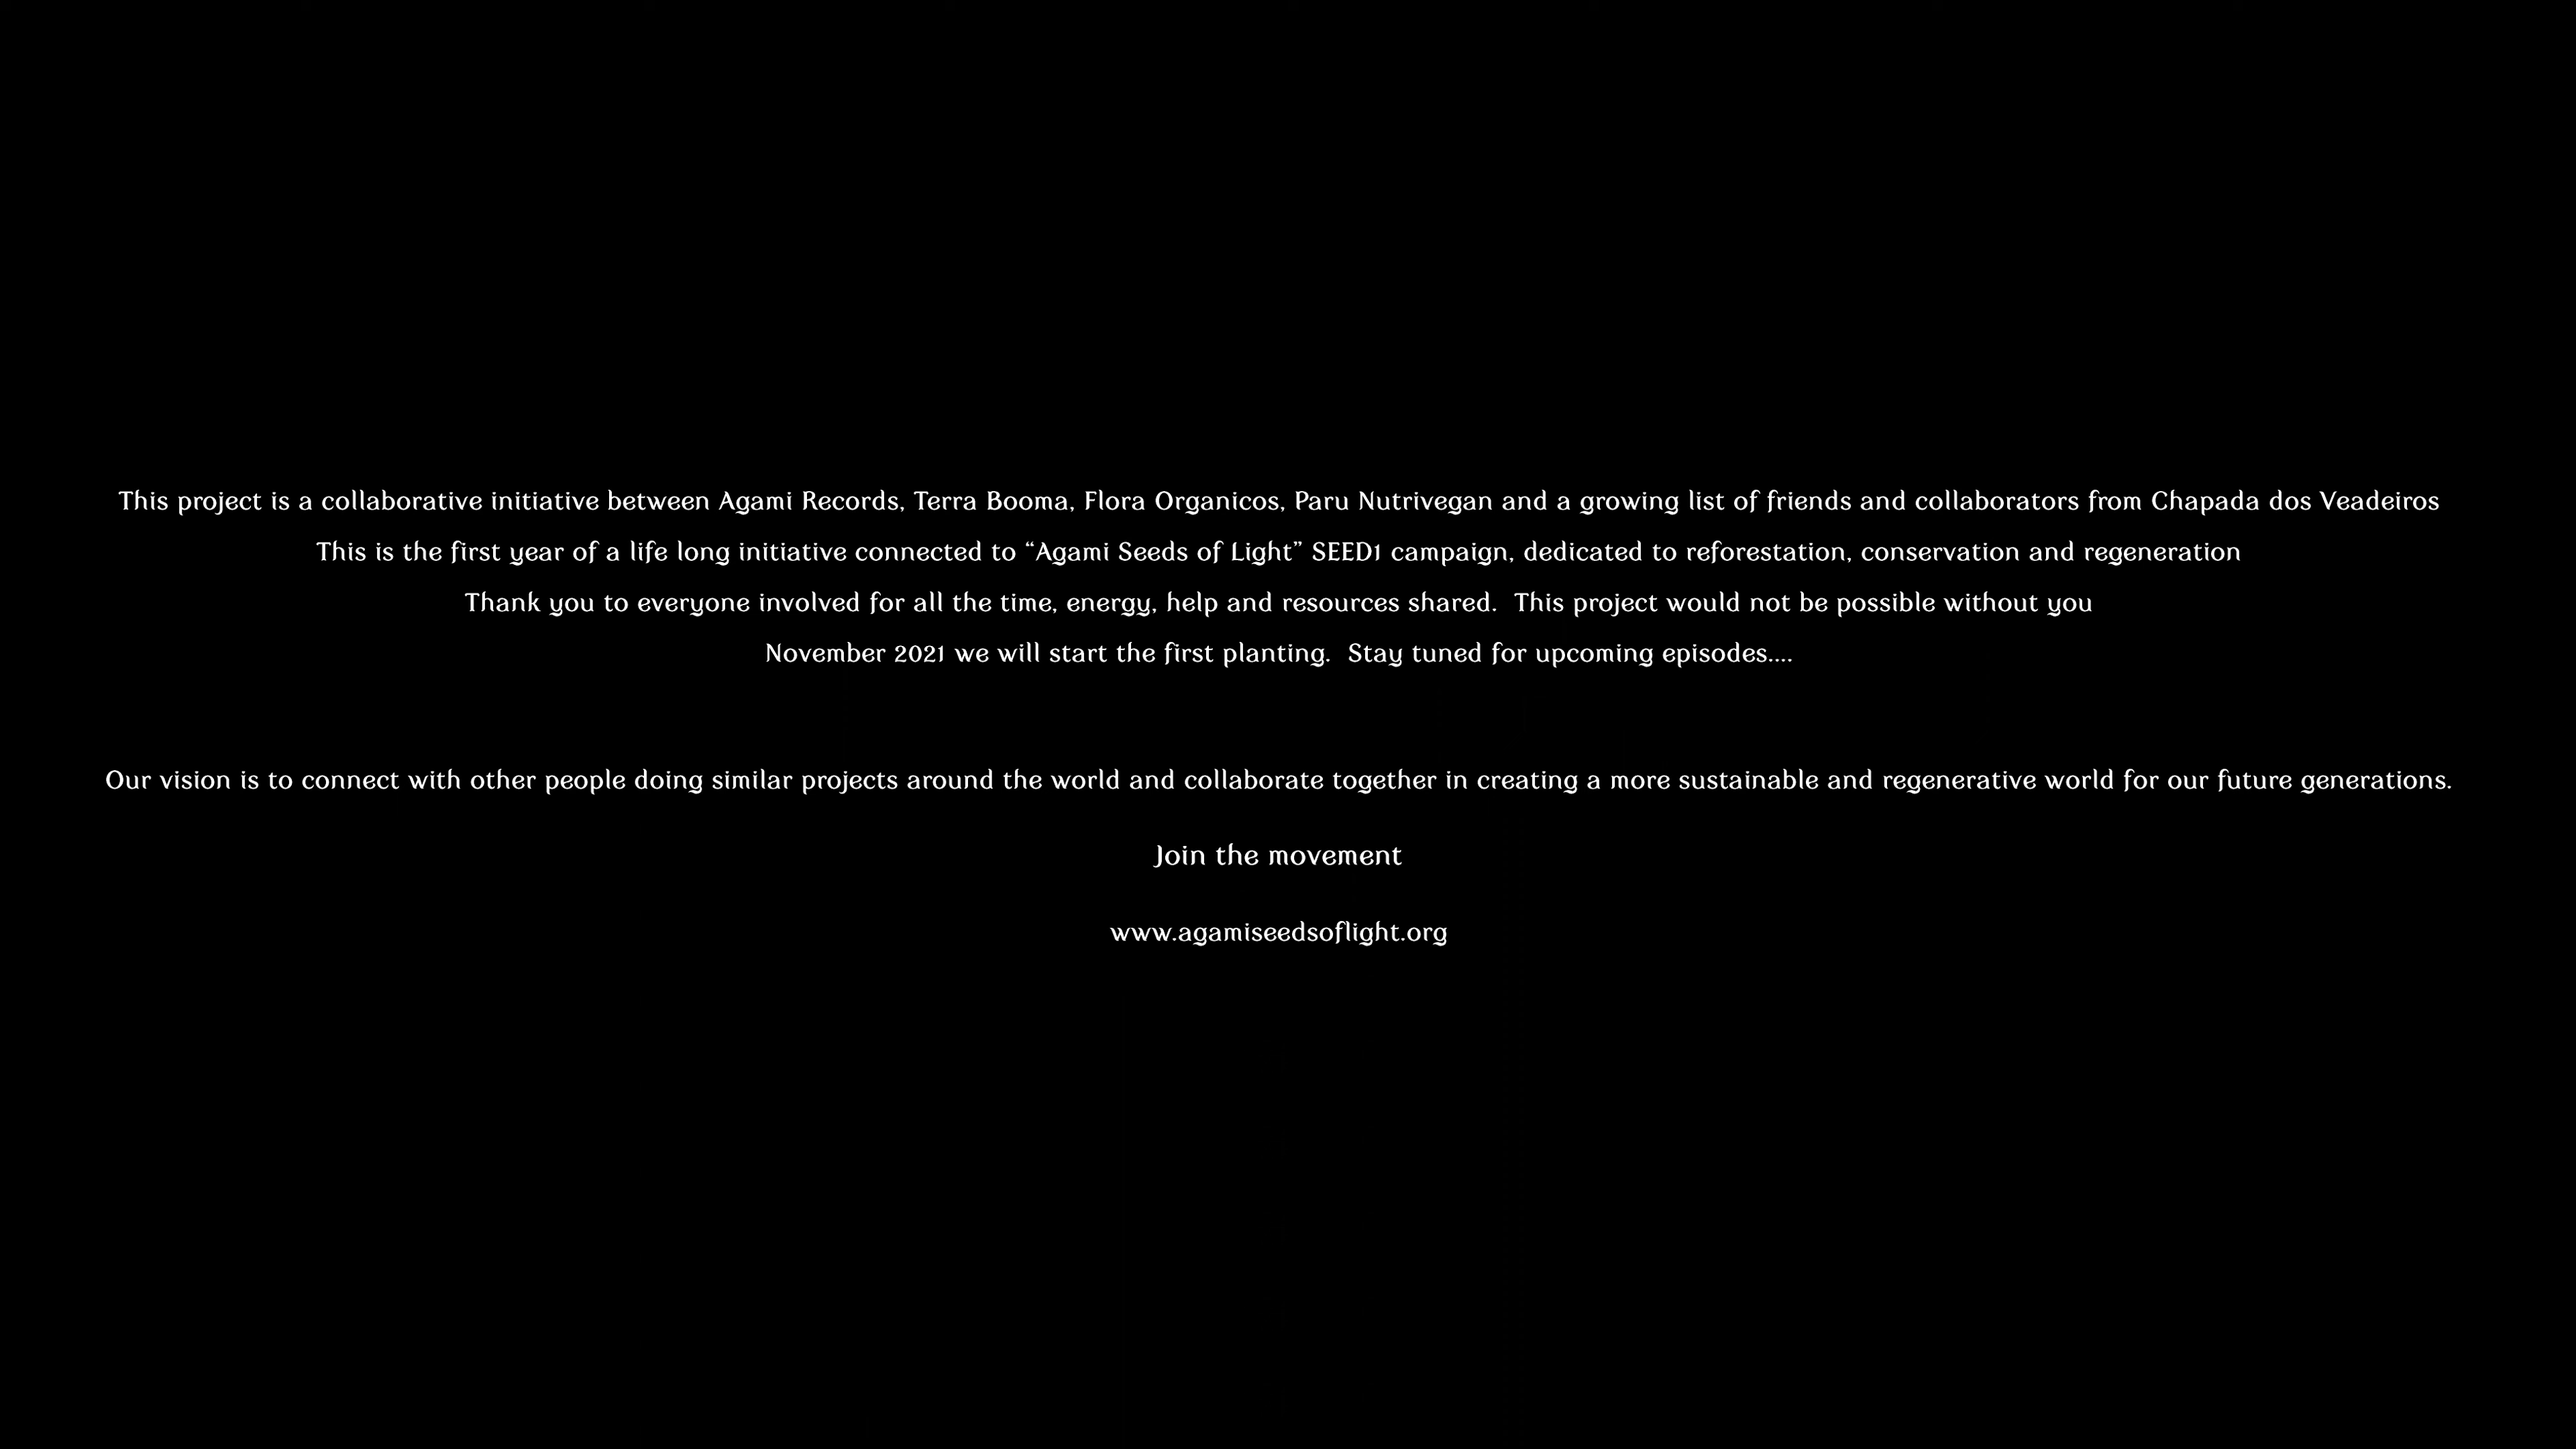 This project is a collaborative initiative between Agami Records, Terra Booma, Flora Organicos, Paru Nutrivegan and a growing list of friends and collaborators from Chapada dos Veadeiros
This is the first year of a life long initiative connected to “Agami Seeds of Light” SEED1 campaign, dedicated to reforestation, conservation and regeneration
Thank you to everyone involved for all the time, energy, help and resources shared.  This project would not be possible without you
November 2021 we will start the first planting.  Stay tuned for upcoming episodes....
Our vision is to connect with other people doing similar projects around the world and collaborate together in creating a more sustainable and regenerative world for our future generations.
Join the movement
www.agamiseedsoflight.org